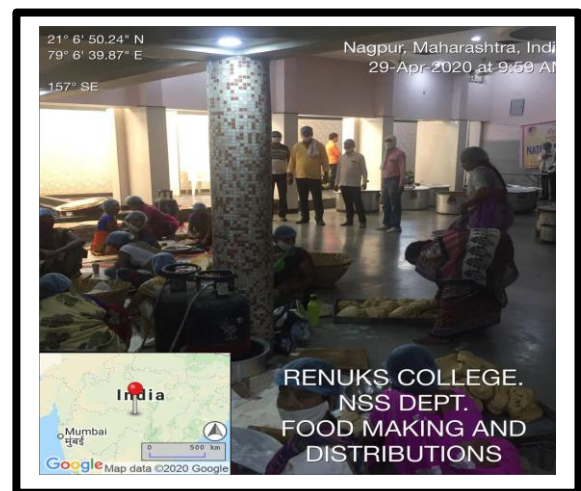 21° 6' 50.24" N
79° 6' 39.87" E
157° SE
Nagpur, Maharashtra, Indi
29-Apr-2020 at 9:59 AM
NATI
RENUKS COLLEGE.
NSS DEPT.
FOOD MAKING AND
DISTRIBUTIONS
India
Mumbai
मुंबई
0 500 km
Google Map data ©2020 Google